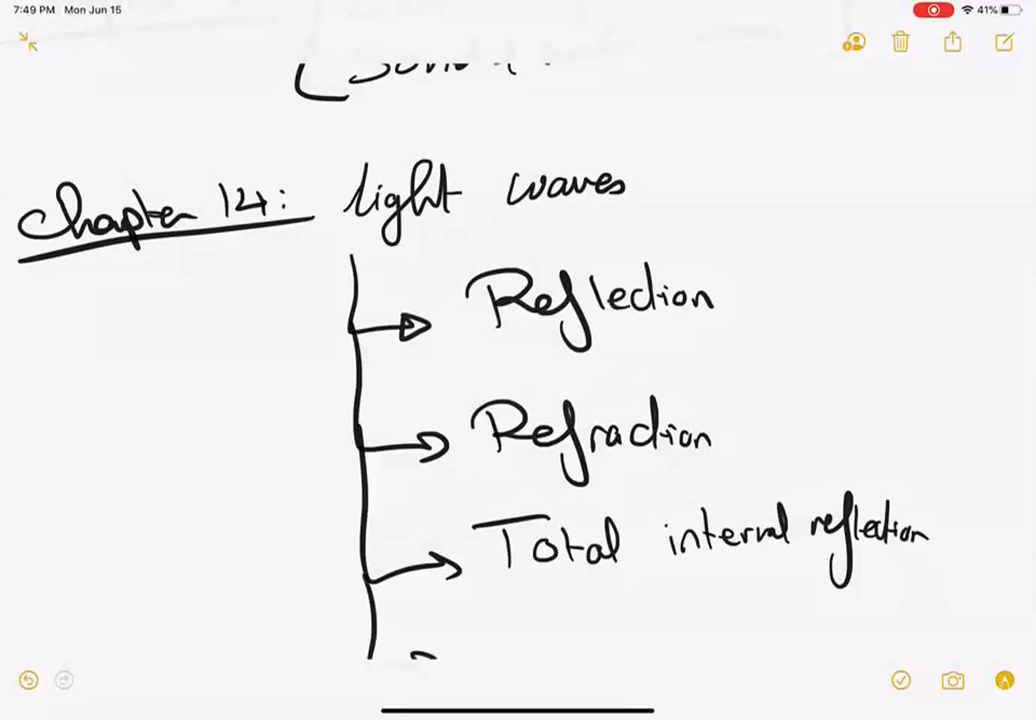 7:49 PM Mon Jun 15
41%
Chapter 14: light waves
Reflection
Refraction
Total internal reflection